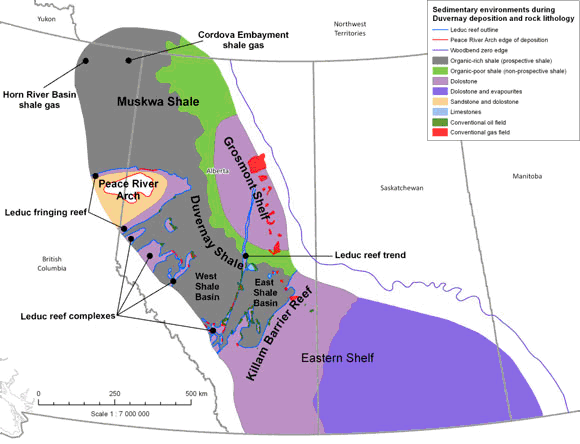 Sedimentary environments during
Duvernay deposition and rock lithology
Leduc reef outline
Peace River Arch edge of deposition
Woodbend zero edge
Organic-rich shale (prospective shale)
Organic-poor shale (non-prospective shale)
Dolostone
Dolostone and evapourites
Sandstone and dolostone
Limestones
Conventional oil field
Conventional gas field
Yukon
Northwest
Territories
Cordova Embayment
shale gas
Horn River Basin
shale gas
Muskwa Shale
Grosmont Shelf
Alberta
Saskatchewan
Manitoba
Peace River
Arch
Leduc fringing reef
Duvernay Shale
Leduc reef trend
British
Columbia
West
Shale
Basin
East
Shale
Basin
Leduc reef complexes
Killam Barrier Reef
Eastern Shelf
0
250
500 km
Scale 1 : 7 000 000